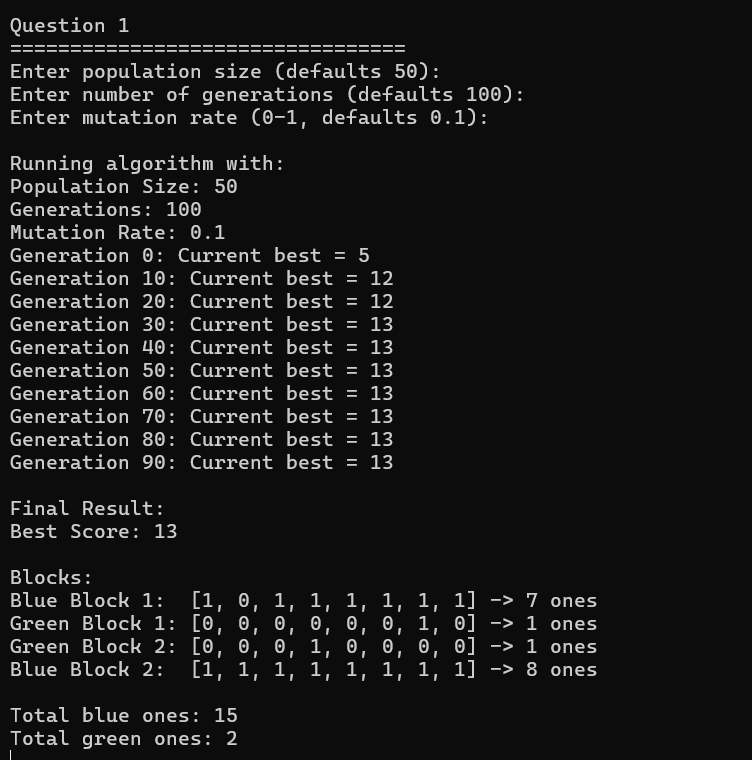 Question 1
=================================
Enter population size (defaults 50):
Enter number of generations (defaults 100):
Enter mutation rate (0-1, defaults 0.1):
Running algorithm with:
Population Size: 50
Generations: 100
Mutation Rate: 0.1
Generation 0: Current best = 5
Generation 10: Current best = 12
Generation 20: Current best = 12
Generation 30: Current best = 13
Generation 40: Current best = 13
Generation 50: Current best = 13
Generation 60: Current best = 13
Generation 70: Current best = 13
Generation 80: Current best = 13
Generation 90: Current best = 13
Final Result:
Best Score: 13
Blocks:
Blue Block 1:  [1, 0, 1, 1, 1, 1, 1, 1] -> 7 ones
Green Block 1: [0, 0, 0, 0, 0, 0, 1, 0] -> 1 ones
Green Block 2: [0, 0, 0, 1, 0, 0, 0, 0] -> 1 ones
Blue Block 2:  [1, 1, 1, 1, 1, 1, 1, 1] -> 8 ones
Total blue ones: 15
Total green ones: 2